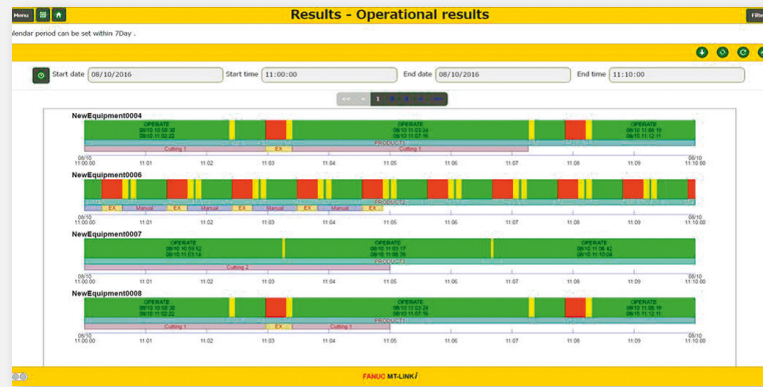 Menu
Results - Operational results
Filter
lendar period can be set within 7Day .
Start date 08/10/2016 Start time 11:00:00 End date 08/10/2016 End time 11:10:00
1
NewEquipment0004
OPERATE OPERATE OPERATE
PRODUCT1
Cutting 1 EX Cutting 1
08/10 08/10
11:00:00 11:01 11:02 11:03 11:04 11:05 11:06 11:07 11:08 11:09 11:10:00
NewEquipment0006
PRODUCT1
EX Manual EX Manual EX Manual EX Manual EX
08/10 08/10
11:00:00 11:01 11:02 11:03 11:04 11:05 11:06 11:07 11:08 11:09 11:10:00
NewEquipment0007
OPERATE OPERATE OPERATE
Cutting 2
08/10 08/10
11:00:00 11:01 11:02 11:03 11:04 11:05 11:06 11:07 11:08 11:09 11:10:00
NewEquipment0008
OPERATE OPERATE OPERATE
PRODUCT1
Cutting 1 EX Cutting 1
08/10 08/10
11:00:00 11:01 11:02 11:03 11:04 11:05 11:06 11:07 11:08 11:09 11:10:00
FANUC MT-LINKi